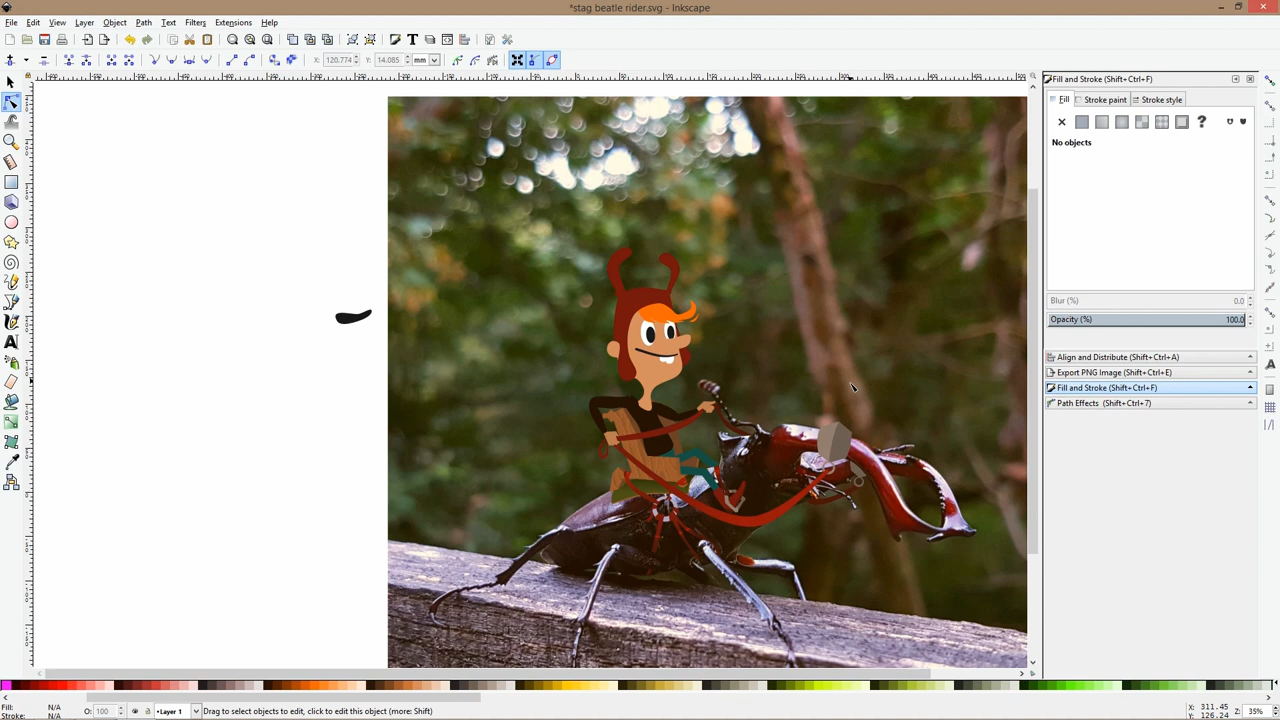 *stag beatle rider.svg - Inkscape
File Edit View Layer Object Path Text Filters Extensions Help
X: 120.774 Y: 14.085 mm
Fill and Stroke (Shift+Ctrl+F)
Fill Stroke paint Stroke style
No objects
Blur (%) 0.0
Opacity (%) 100.0
Align and Distribute (Shift+Ctrl+A)
Export PNG Image (Shift+Ctrl+E)
Fill and Stroke (Shift+Ctrl+F)
Path Effects (Shift+Ctrl+7)
Fill: N/A
Stroke: N/A
O: 100
•Layer 1
Drag to select objects to edit, click to edit this object (more: Shift)
X: 311.45
Y: 126.24
Z: 35%